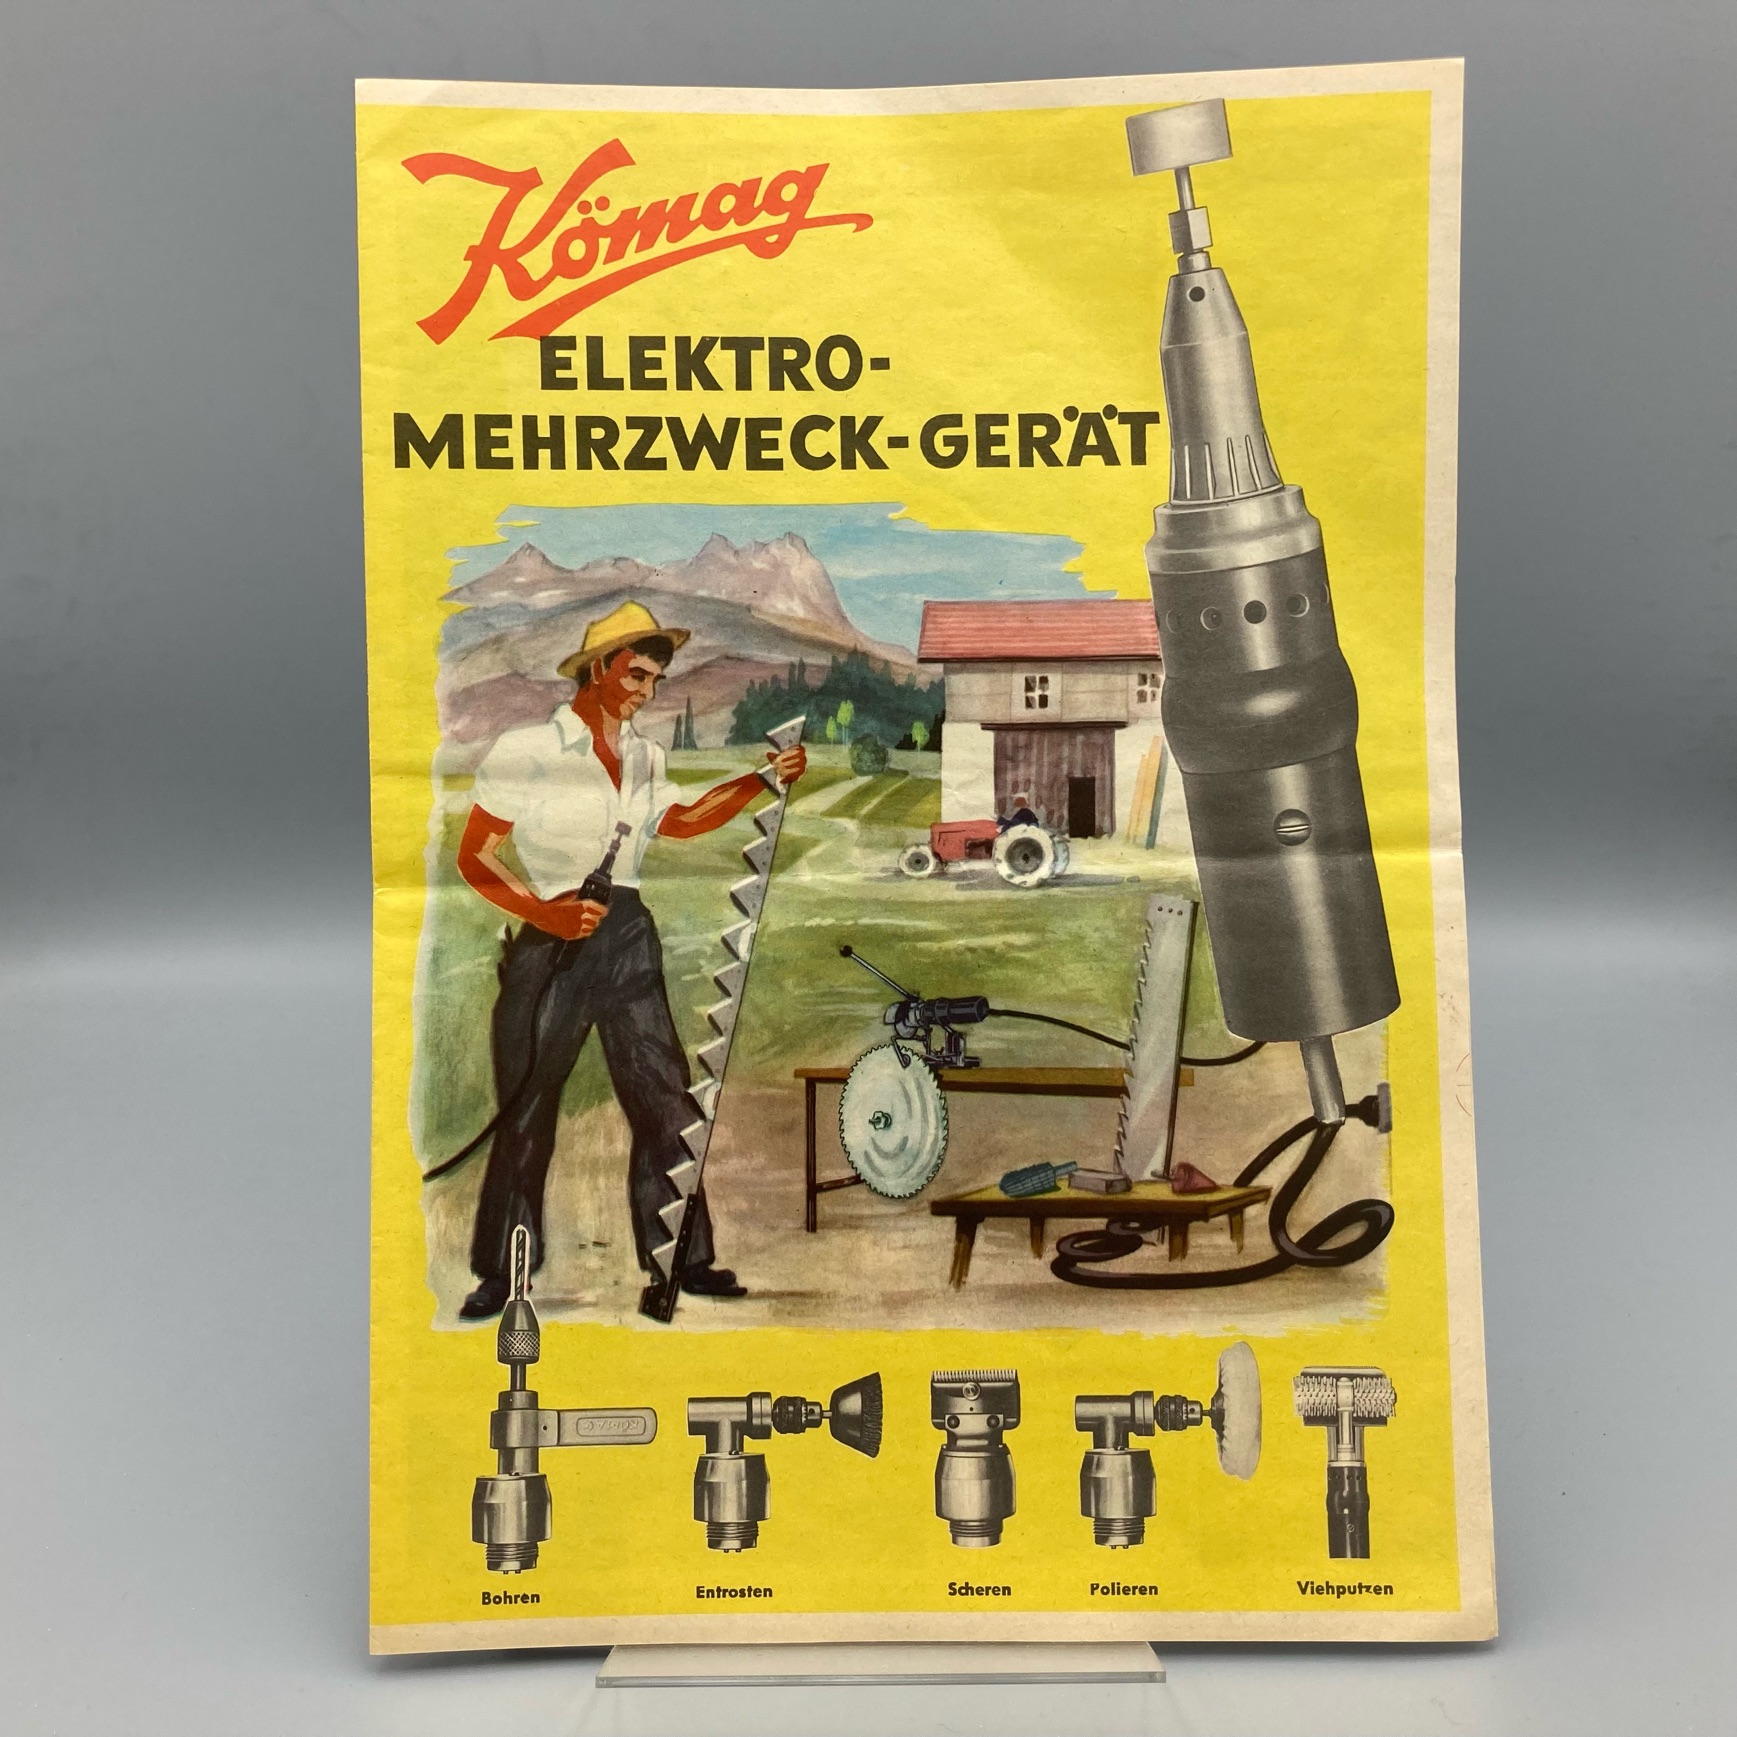 Kömag
ELEKTRO-
MEHRZWECK-GERÄT
Bohren
Entrosten
Scheren
Polieren
Viehputzen